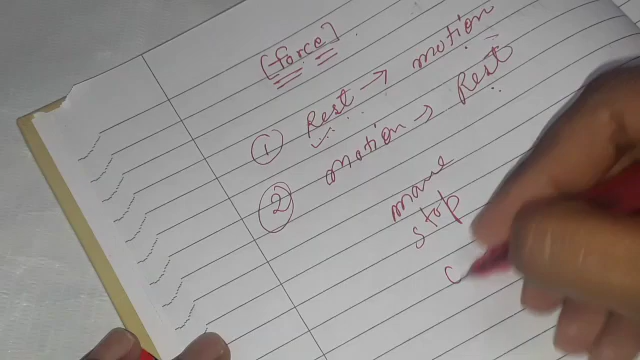 [force]
① Rest → motion
② motion → Rest
move
stop
c